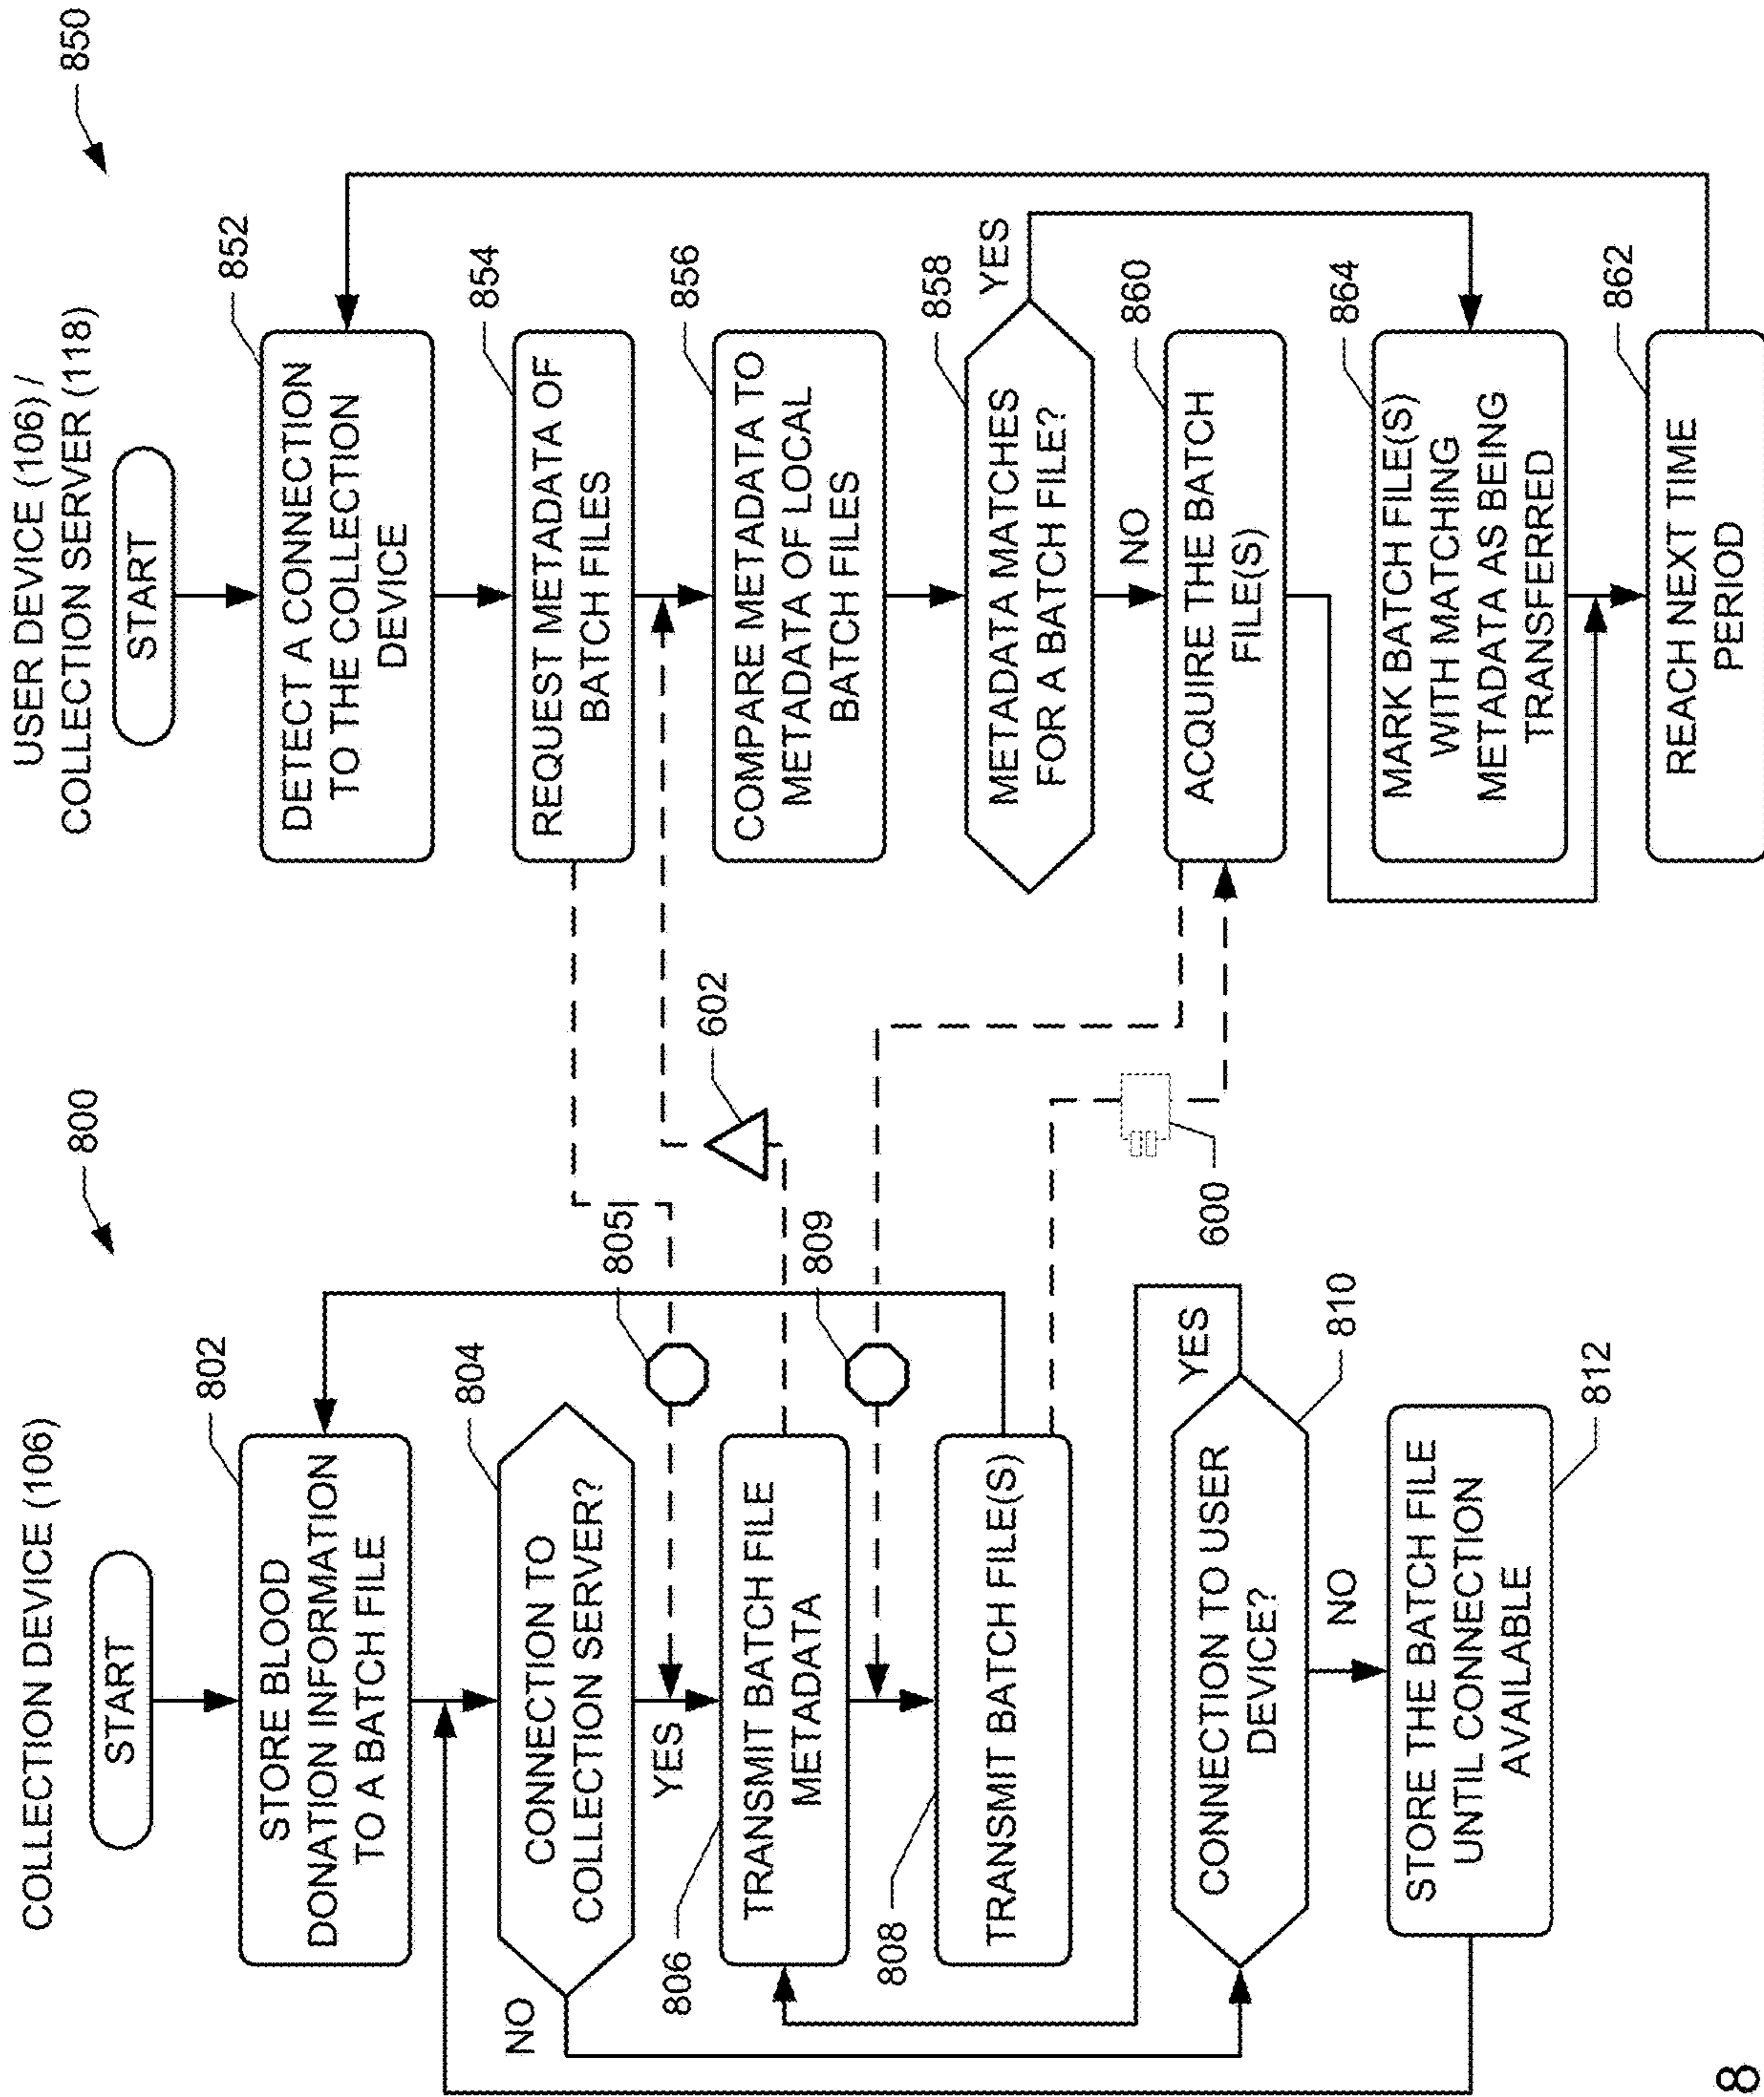 COLLECTION DEVICE (106)
800
START
802
STORE BLOOD
DONATION INFORMATION
TO A BATCH FILE
804
CONNECTION TO
COLLECTION SERVER?
NO
YES
805
806
TRANSMIT BATCH FILE
METADATA
602
809
808
TRANSMIT BATCH FILE(S)
600
YES
810
CONNECTION TO USER
DEVICE?
NO
812
STORE THE BATCH FILE
UNTIL CONNECTION
AVAILABLE
USER DEVICE (106) /
COLLECTION SERVER (118)
850
START
852
DETECT A CONNECTION
TO THE COLLECTION
DEVICE
854
REQUEST METADATA OF
BATCH FILES
856
COMPARE METADATA TO
METADATA OF LOCAL
BATCH FILES
858
METADATA MATCHES
FOR A BATCH FILE?
YES
NO
860
ACQUIRE THE BATCH
FILE(S)
864
MARK BATCH FILE(S)
WITH MATCHING
METADATA AS BEING
TRANSFERRED
862
REACH NEXT TIME
PERIOD
8